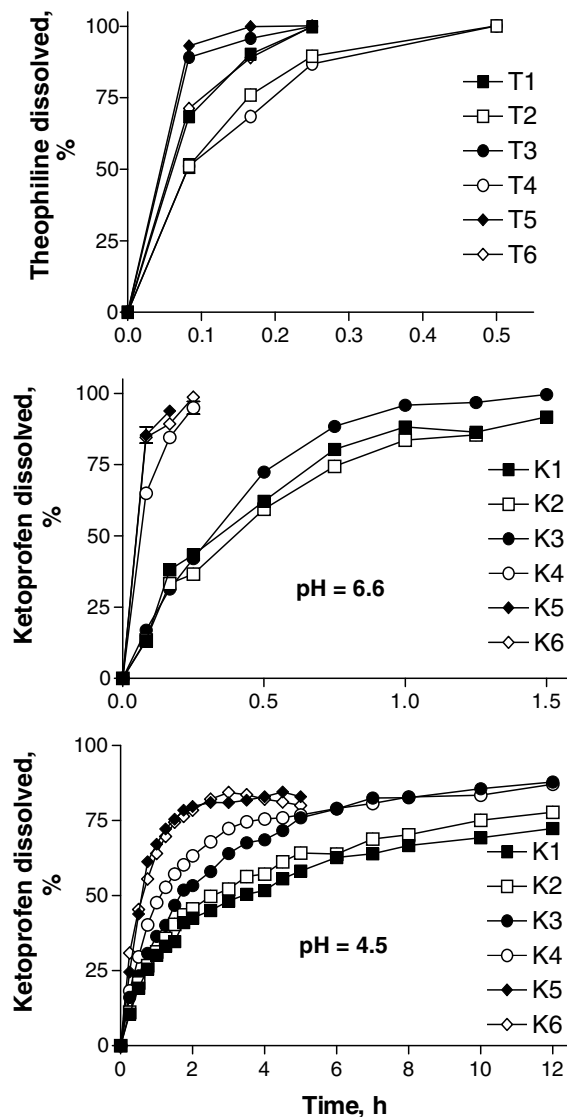 Theophiline dissolved,
%
100
75
50
25
0
0.0 0.1 0.2 0.3 0.4 0.5
T1
T2
T3
T4
T5
T6
Ketoprofen dissolved,
%
100
75
50
25
0
0.0 0.5 1.0 1.5
pH = 6.6
K1
K2
K3
K4
K5
K6
Ketoprofen dissolved,
%
100
75
50
25
0
0 2 4 6 8 10 12
pH = 4.5
K1
K2
K3
K4
K5
K6
Time, h